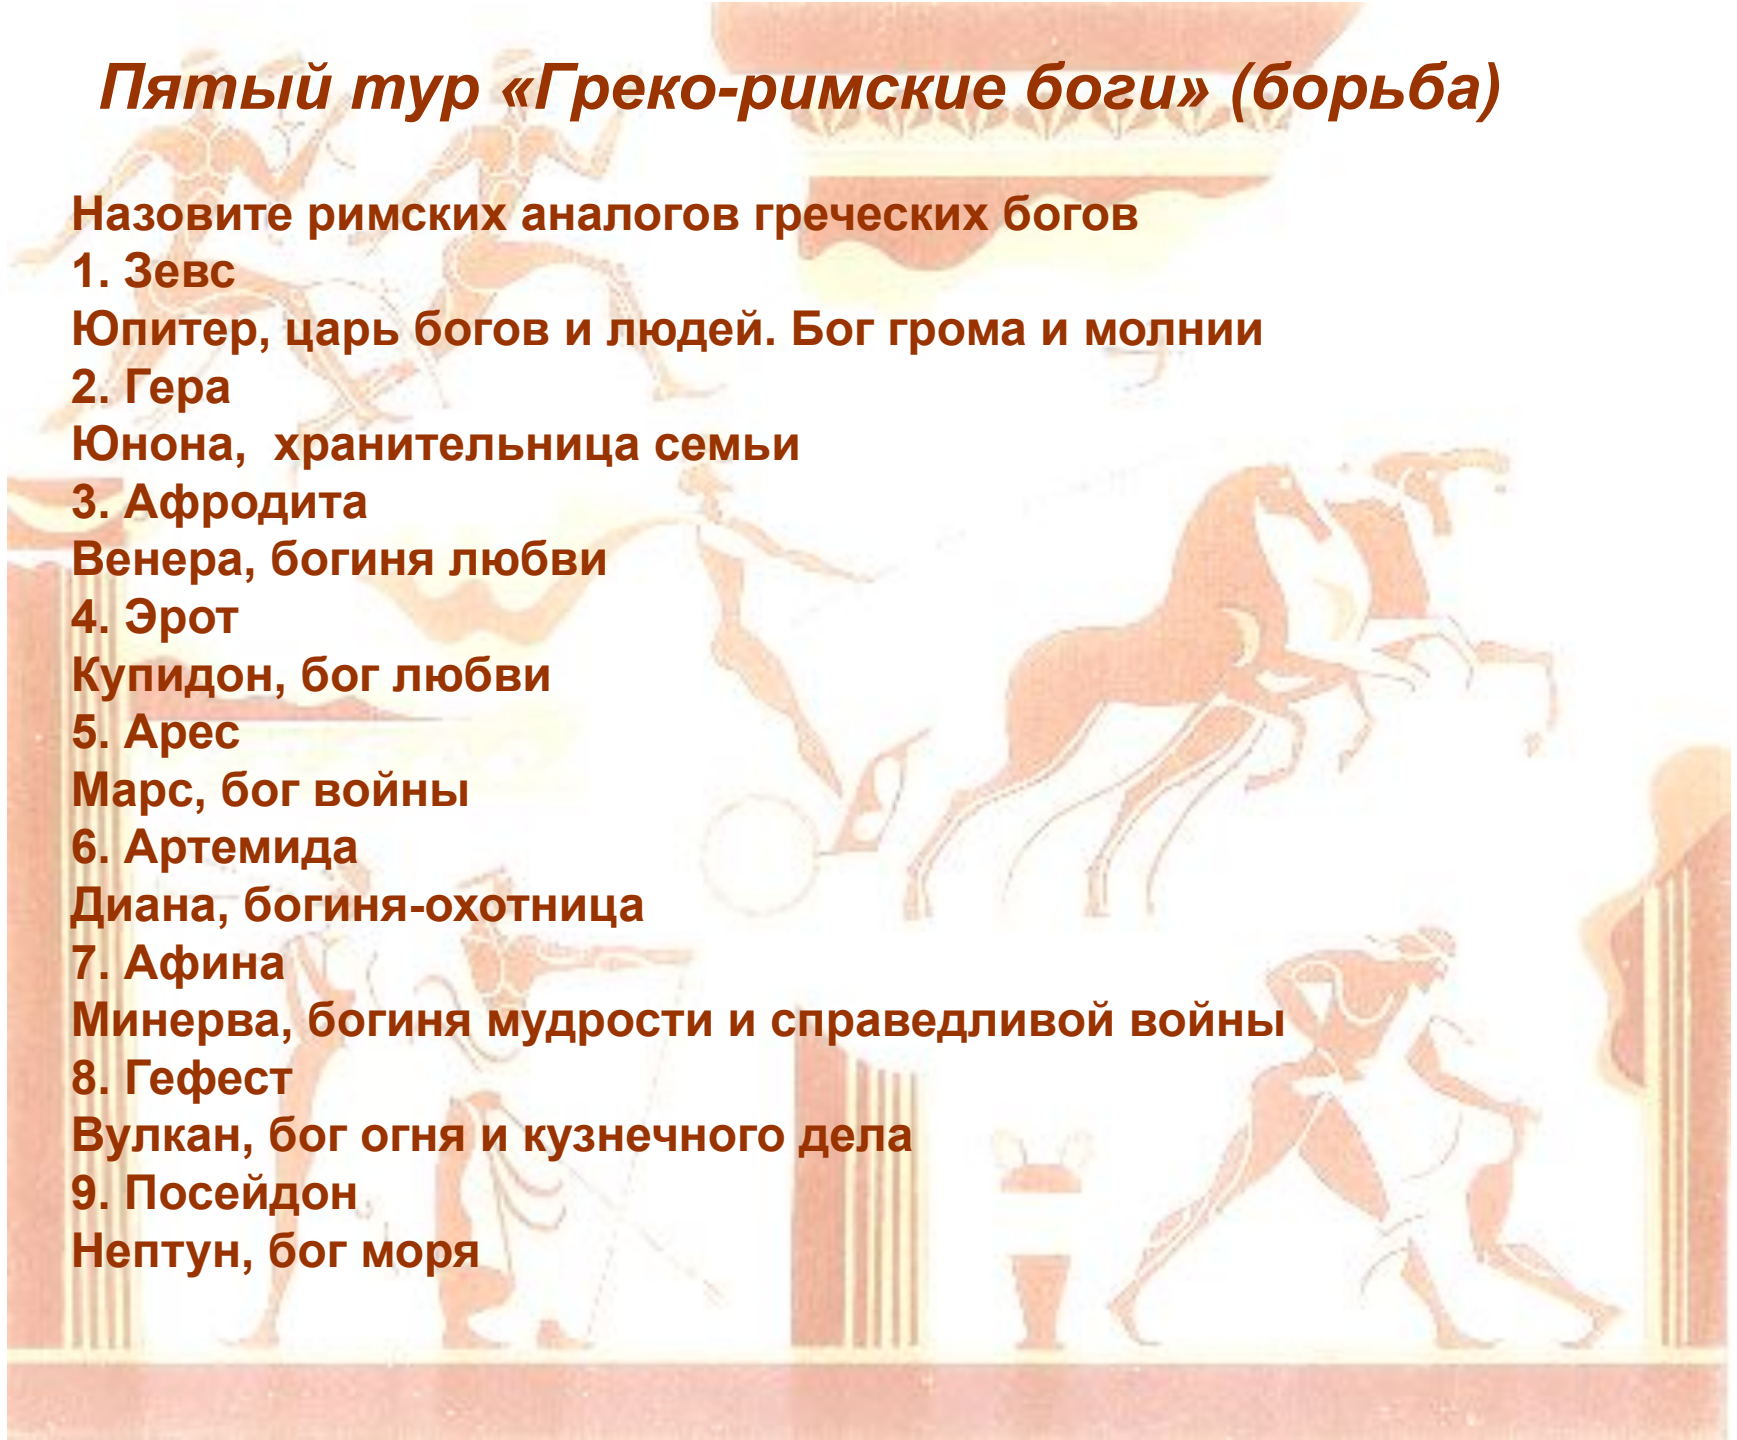 Пятый тур «Греко-римские боги» (борьба)
Назовите римских аналогов греческих богов
1. Зевс
Юпитер, царь богов и людей. Бог грома и молнии
2. Гера
Юнона, хранительница семьи
3. Афродита
Венера, богиня любви
4. Эрот
Купидон, бог любви
5. Арес
Марс, бог войны
6. Артемида
Диана, богиня-охотница
7. Афина
Минерва, богиня мудрости и справедливой войны
8. Гефест
Вулкан, бог огня и кузнечного дела
9. Посейдон
Нептун, бог моря